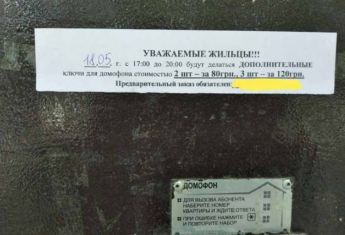 УВАЖАЕМЫЕ ЖИЛЬЦЫ!!!
18.05. г. с 17:00 до 20:00 будут делаться ДОПОЛНИТЕЛЬНЫЕ
ключи для домофона стоимостью 2 шт – за 80грн., 3 шт – за 120грн.
Предварительный заказ обязателен:
ДОМОФОН
ДЛЯ ВЫЗОВА АБОНЕНТА
НАБЕРИТЕ НОМЕР
КВАРТИРЫ И ЖДИТЕ ОТВЕТА
ПРИ ОШИБКЕ НАЖМИТЕ
И ПОВТОРИТЕ НАБОР